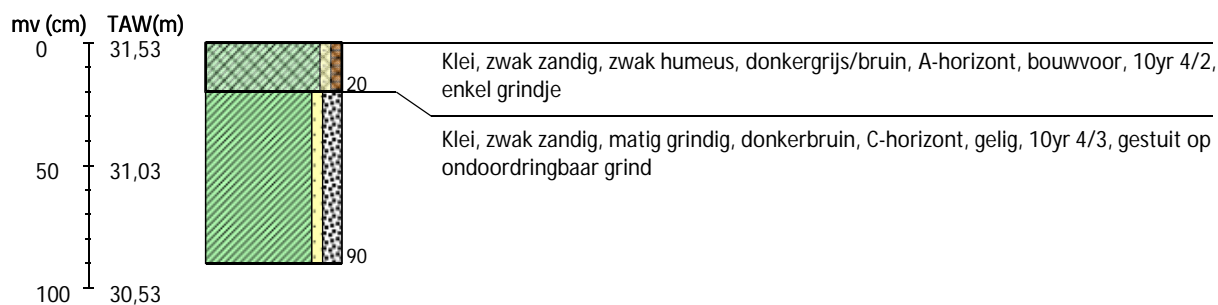 mv (cm) TAW(m)
0 31,53
Klei, zwak zandig, zwak humeus, donkergrijs/bruin, A-horizont, bouwvoor, 10yr 4/2,
enkel grindje
20
Klei, zwak zandig, matig grindig, donkerbruin, C-horizont, gelig, 10yr 4/3, gestuit op
ondoordringbaar grind
50 31,03
90
100 30,53